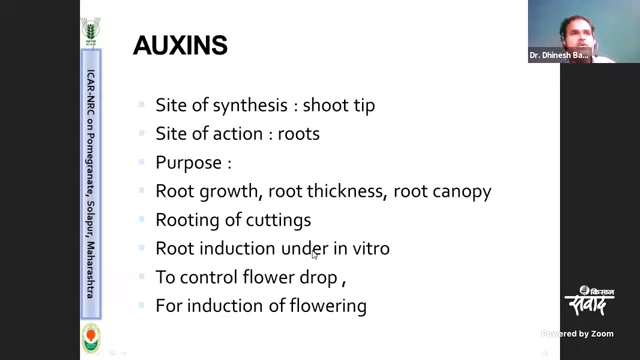 AUXINS
ICAR-NRC on Pomegranate, Solapur, Maharashtra
Site of synthesis : shoot tip
Site of action : roots
Purpose :
Root growth, root thickness, root canopy
Rooting of cuttings
Root induction under in vitro
To control flower drop ,
For induction of flowering
Dr. Dhinesh Ba...
किसान
संवाद
Powered by Zoom